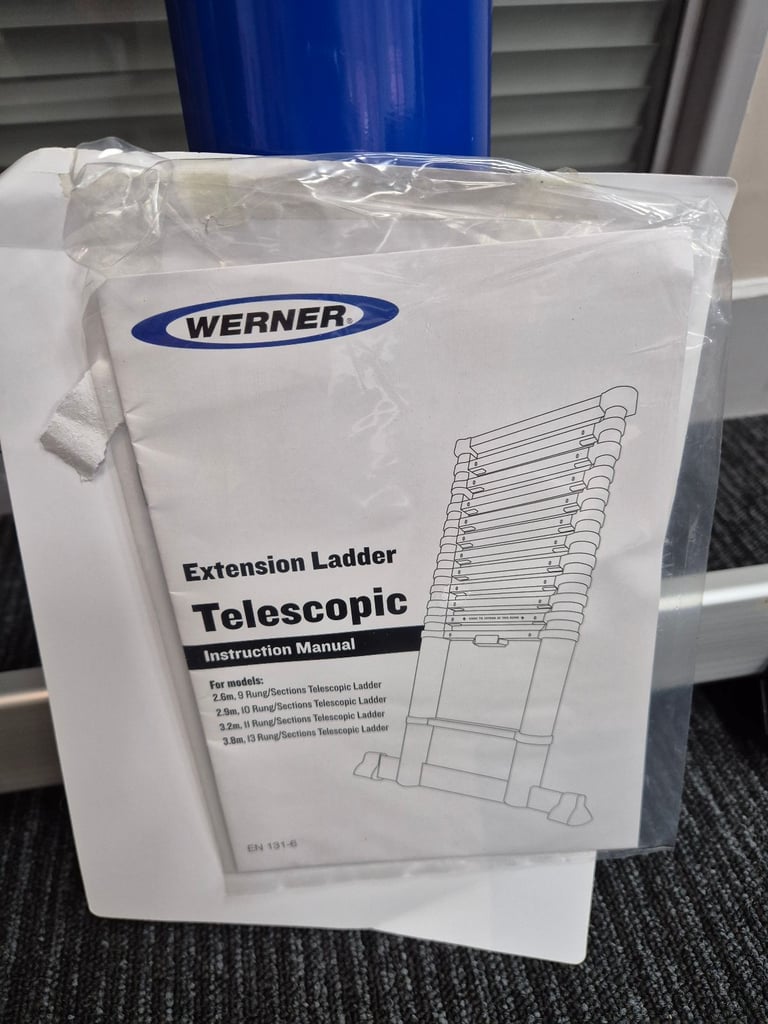 WERNER®
Extension Ladder
Telescopic
Instruction Manual
For models:
2.6m, 9 Rung/Sections Telescopic Ladder
2.9m, 10 Rung/Sections Telescopic Ladder
3.2m, 11 Rung/Sections Telescopic Ladder
3.8m, 13 Rung/Sections Telescopic Ladder
EN 131-6